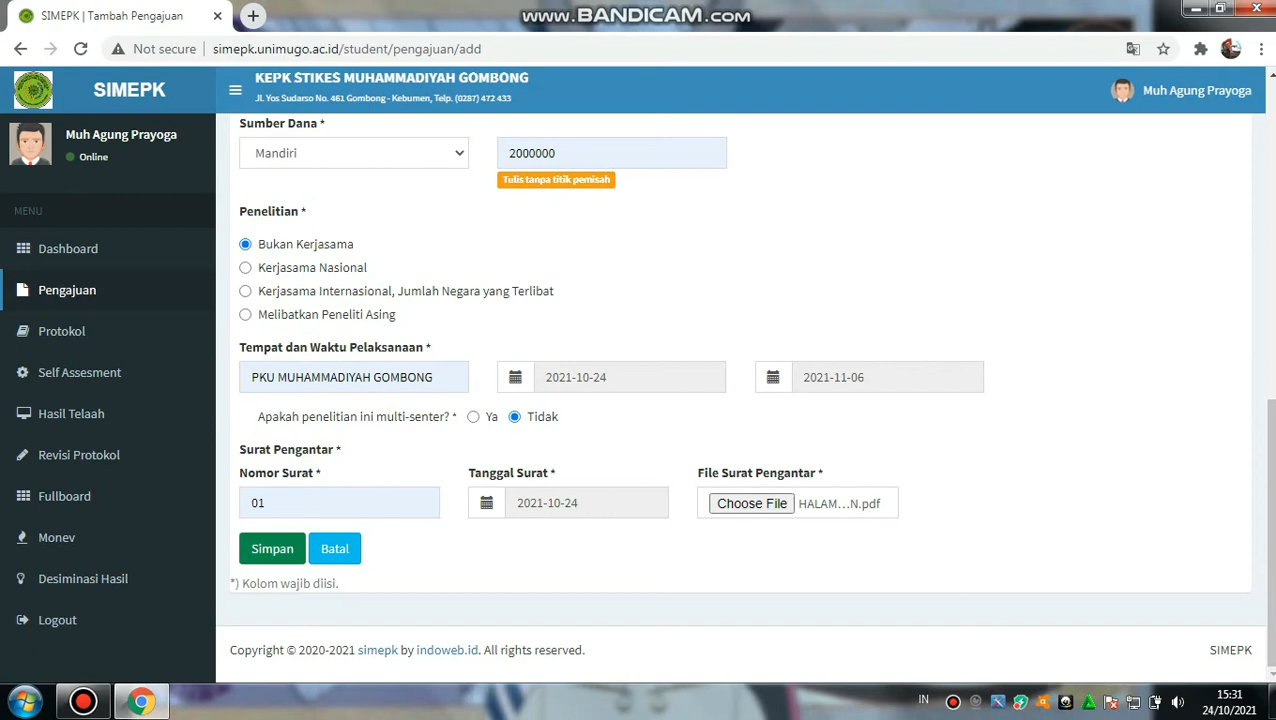 SIMEPK | Tambah Pengajuan
www.BANDICAM.com
Not secure
simepk.unimugo.ac.id/student/pengajuan/add
SIMEPK
KEPK STIKES MUHAMMADIYAH GOMBONG
Jl. Yos Sudarso No. 461 Gombong - Kebumen, Telp. (0287) 472 433
Muh Agung Prayoga
Muh Agung Prayoga
Online
MENU
Dashboard
Pengajuan
Protokol
Self Assesment
Hasil Telaah
Revisi Protokol
Fullboard
Monev
Desiminasi Hasil
Logout
Sumber Dana *
Mandiri
2000000
Tulis tanpa titik pemisah
Penelitian *
Bukan Kerjasama
Kerjasama Nasional
Kerjasama Internasional, Jumlah Negara yang Terlibat
Melibatkan Peneliti Asing
Tempat dan Waktu Pelaksanaan *
PKU MUHAMMADIYAH GOMBONG
2021-10-24
2021-11-06
Apakah penelitian ini multi-senter? * Ya Tidak
Surat Pengantar *
Nomor Surat * Tanggal Surat * File Surat Pengantar *
01
2021-10-24
Choose File HALAM...N.pdf
Simpan
Batal
*) Kolom wajib diisi.
Copyright © 2020-2021 simepk by indoweb.id. All rights reserved.
SIMEPK
IN
15:31
24/10/2021